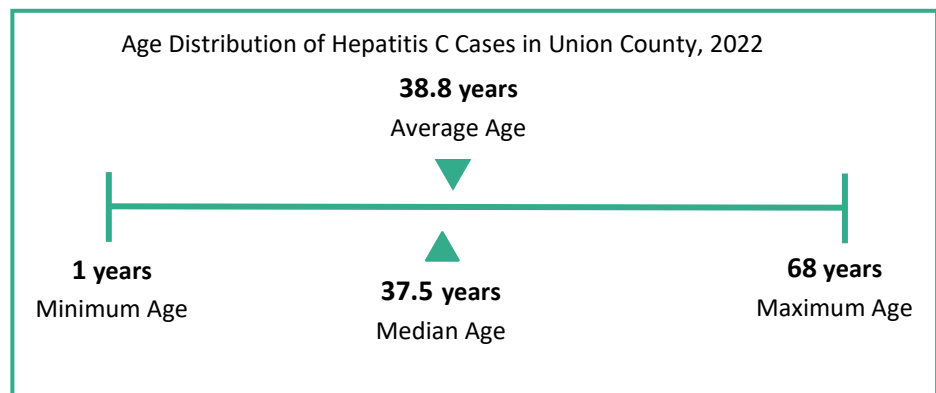 Age Distribution of Hepatitis C Cases in Union County, 2022
38.8 years
Average Age
1 years
Minimum Age
37.5 years
Median Age
68 years
Maximum Age